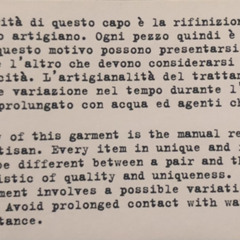 ità di questo capo è la rifinizion
o artigiano. Ogni pezzo quindi è
questo motivo possono presentarsi
e l'altro che devono considerarsi
cità. L'artigianalità del trattam
e variazione nel tempo durante l'
prolungato con acqua ed agenti ch
y of this garment is the manual re
tisan. Every item in unique and
be different between a pair and th
istic of quality and uniqueness.
ment involves a possible variati
Avoid prolonged contact with wa
tance.